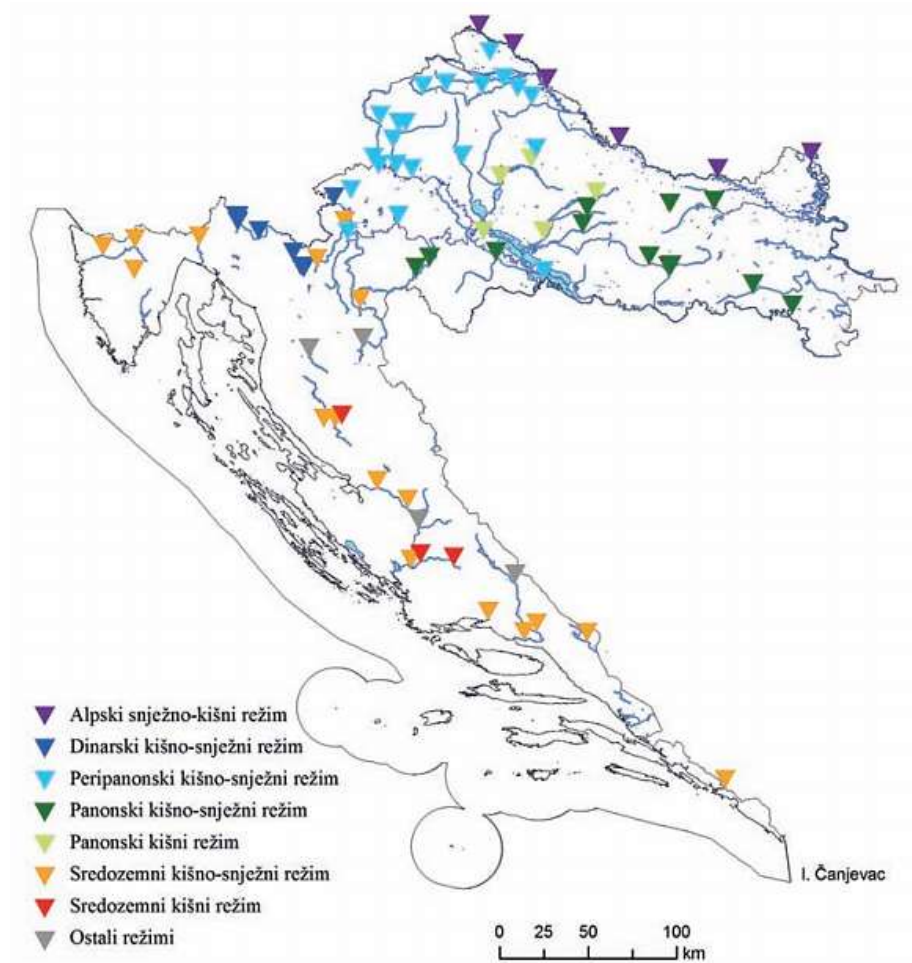 Alpski snježno-kišni režim
Dinarski kišno-snježni režim
Peripanonski kišno-snježni režim
Panonski kišno-snježni režim
Panonski kišni režim
Sredozemni kišno-snježni režim
Sredozemni kišni režim
Ostali režimi
I. Čanjevac
0 25 50 100
km